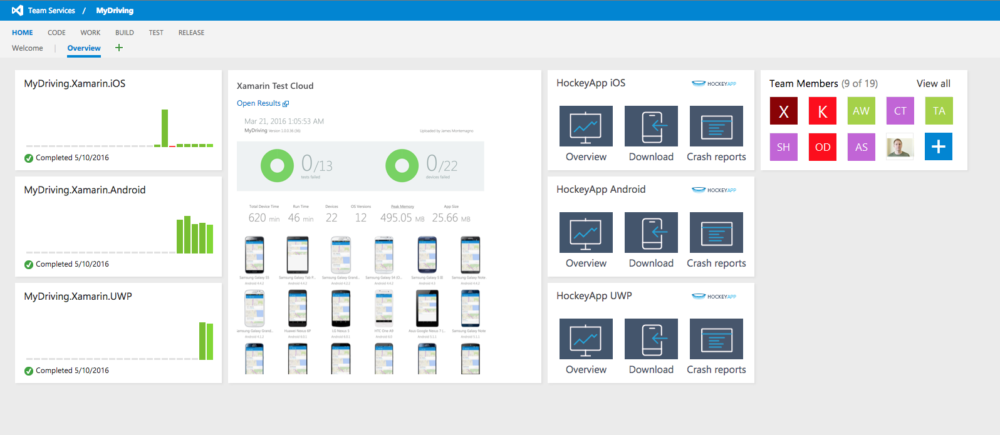 Team Services / MyDriving
HOME CODE WORK BUILD TEST RELEASE
Welcome | Overview
MyDriving.Xamarin.iOS
Completed 5/10/2016
MyDriving.Xamarin.Android
Completed 5/10/2016
MyDriving.Xamarin.UWP
Completed 5/10/2016
Xamarin Test Cloud
Open Results
Mar 21, 2016 1:05:53 AM
MyDriving Version 1.0.0.36 (36) Uploaded by James Montemagno
0/13 0/22
tests failed devices failed
Total Device Time Run Time Devices OS Versions Peak Memory App Size
620 min 46 min 22 12 495.05 MB 25.66 MB
Samsung Galaxy S5 Samsung Galaxy Tab P... Samsung Galaxy Grand... Samsung Galaxy S4 (O... Samsung Galaxy S III Samsung Galaxy Note
Android 4.4.2 Android 4.4.2 Android 4.2.2 Android 4.4.2 Android 4.3 Android 4.4.2
amsung Galaxy Grand... Huawei Nexus 6P LG Nexus 5 HTC One A9 Asus Google Nexus 7 (... Samsung Galaxy Note
Android 4.1.2 Android 6.0.1 Android 6.0.1 Android 6.0 Android 5.1.1 Android 5.1.1
HockeyApp iOS HOCKEYAPP
Overview Download Crash reports
HockeyApp Android HOCKEYAPP
Overview Download Crash reports
HockeyApp UWP HOCKEYAPP
Overview Download Crash reports
Team Members (9 of 19) View all
X K AW CT TA
SH OD AS